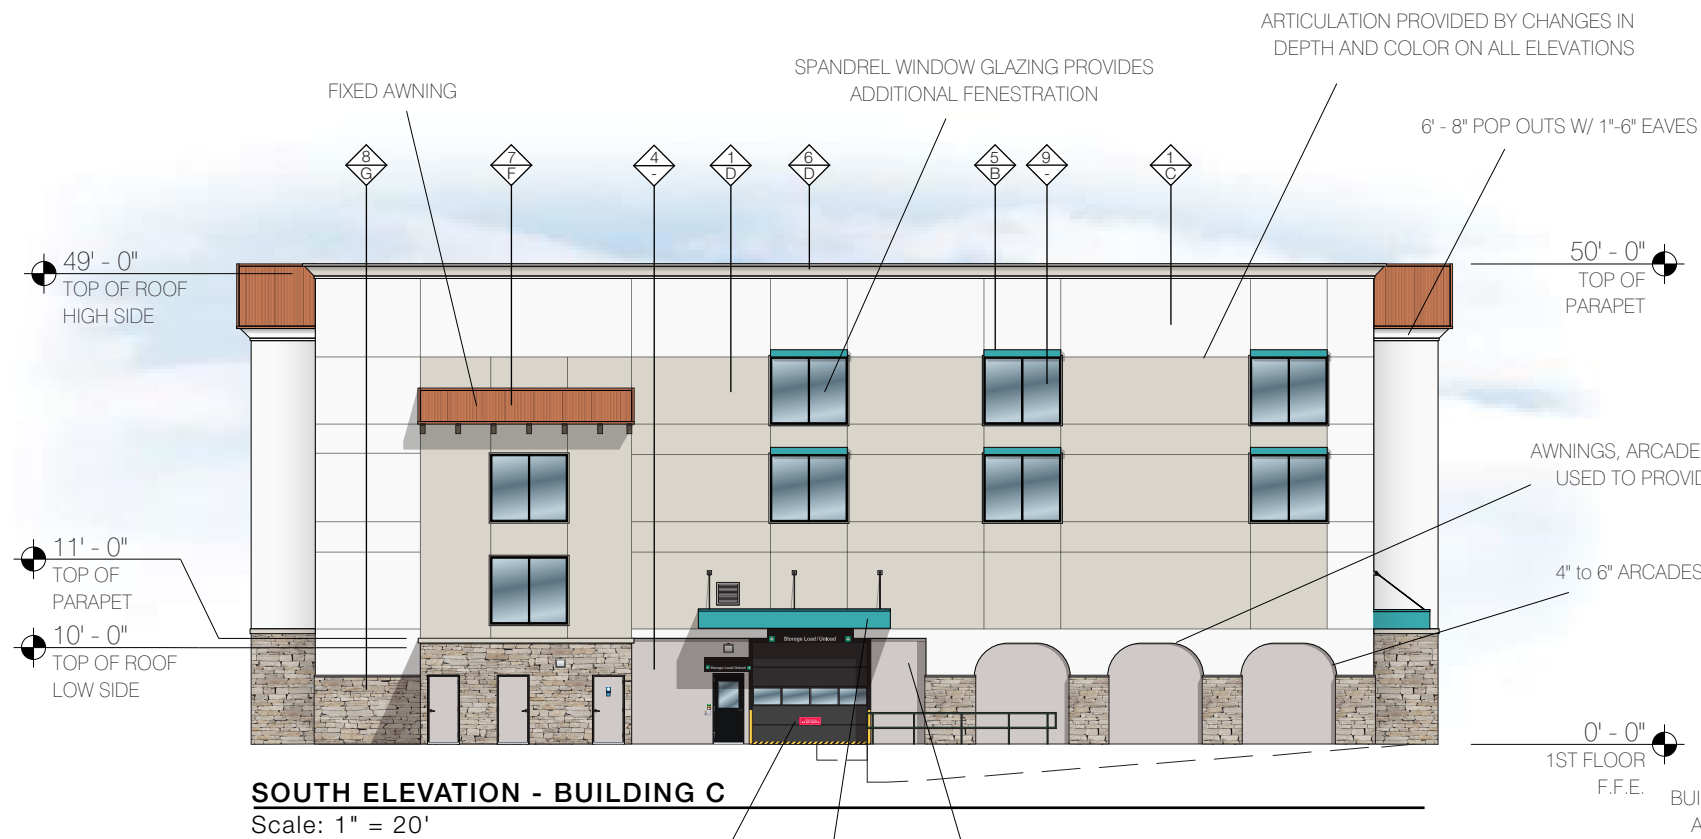 ARTICULATION PROVIDED BY CHANGES IN
DEPTH AND COLOR ON ALL ELEVATIONS
SPANDREL WINDOW GLAZING PROVIDES
ADDITIONAL FENESTRATION
FIXED AWNING
6' - 8" POP OUTS W/ 1"-6" EAVES
8
G
7
F
4
-
1
D
6
D
5
B
9
-
1
C
49' - 0"
TOP OF ROOF
HIGH SIDE
50' - 0"
TOP OF
PARAPET
AWNINGS, ARCADE
USED TO PROVID
11' - 0"
TOP OF
PARAPET
4" to 6" ARCADES
10' - 0"
TOP OF ROOF
LOW SIDE
Storage Load/Unload
Storage Load/Unload
0' - 0"
1ST FLOOR
F.F.E.
BUI
A
SOUTH ELEVATION - BUILDING C
Scale: 1" = 20'